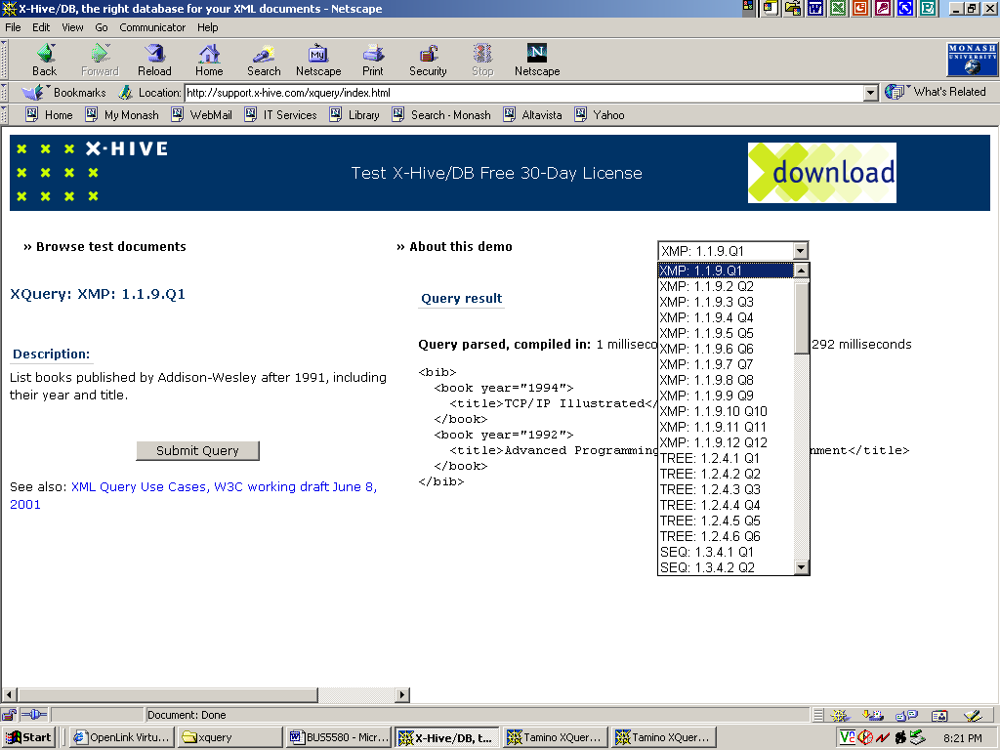 X-Hive/DB, the right database for your XML documents - Netscape
File Edit View Go Communicator Help
Back Forward Reload Home Search Netscape Print Security Stop Netscape
MONASH
UNIVERSITY
Bookmarks Location: http://support.x-hive.com/xquery/index.html What's Related
Home My Monash WebMail IT Services Library Search - Monash Altavista Yahoo
X·HIVE
Test X-Hive/DB Free 30-Day License
download
» Browse test documents
» About this demo
XMP: 1.1.9.Q1
XQuery: XMP: 1.1.9.Q1
Description:
List books published by Addison-Wesley after 1991, including
their year and title.
Submit Query
See also: XML Query Use Cases, W3C working draft June 8,
2001
Query result
Query parsed, compiled in: 1 milliseco 292 milliseconds
<bib>
<book year="1994">
<title>TCP/IP Illustrated</
</book>
<book year="1992">
<title>Advanced Programming nment</title>
</book>
</bib>
XMP: 1.1.9.Q1
XMP: 1.1.9.2 Q2
XMP: 1.1.9.3 Q3
XMP: 1.1.9.4 Q4
XMP: 1.1.9.5 Q5
XMP: 1.1.9.6 Q6
XMP: 1.1.9.7 Q7
XMP: 1.1.9.8 Q8
XMP: 1.1.9.9 Q9
XMP: 1.1.9.10 Q10
XMP: 1.1.9.11 Q11
XMP: 1.1.9.12 Q12
TREE: 1.2.4.1 Q1
TREE: 1.2.4.2 Q2
TREE: 1.2.4.3 Q3
TREE: 1.2.4.4 Q4
TREE: 1.2.4.5 Q5
TREE: 1.2.4.6 Q6
SEQ: 1.3.4.1 Q1
SEQ: 1.3.4.2 Q2
Document: Done
Start OpenLink Virtu... xquery BUS5580 - Micr... X-Hive/DB, t... Tamino XQuer... Tamino XQuer... 8:21 PM